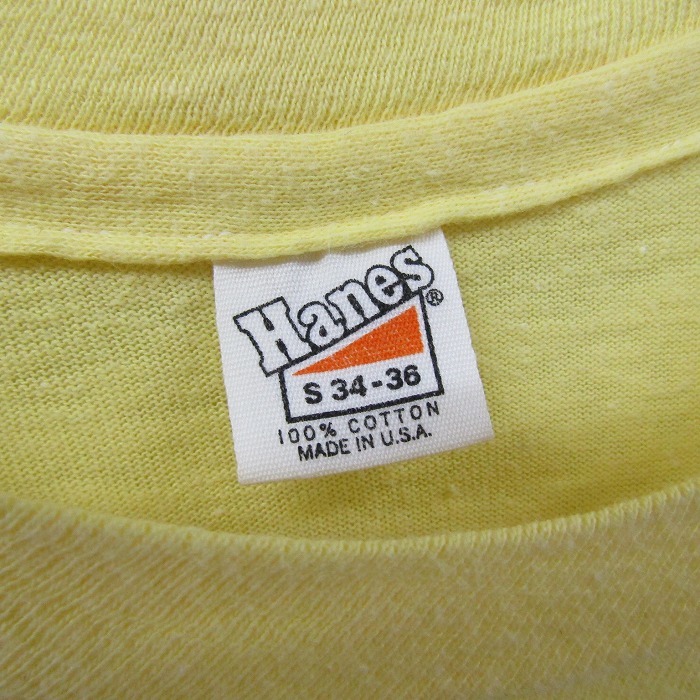 Hanes®
S 34-36
100% COTTON
MADE IN U.S.A.